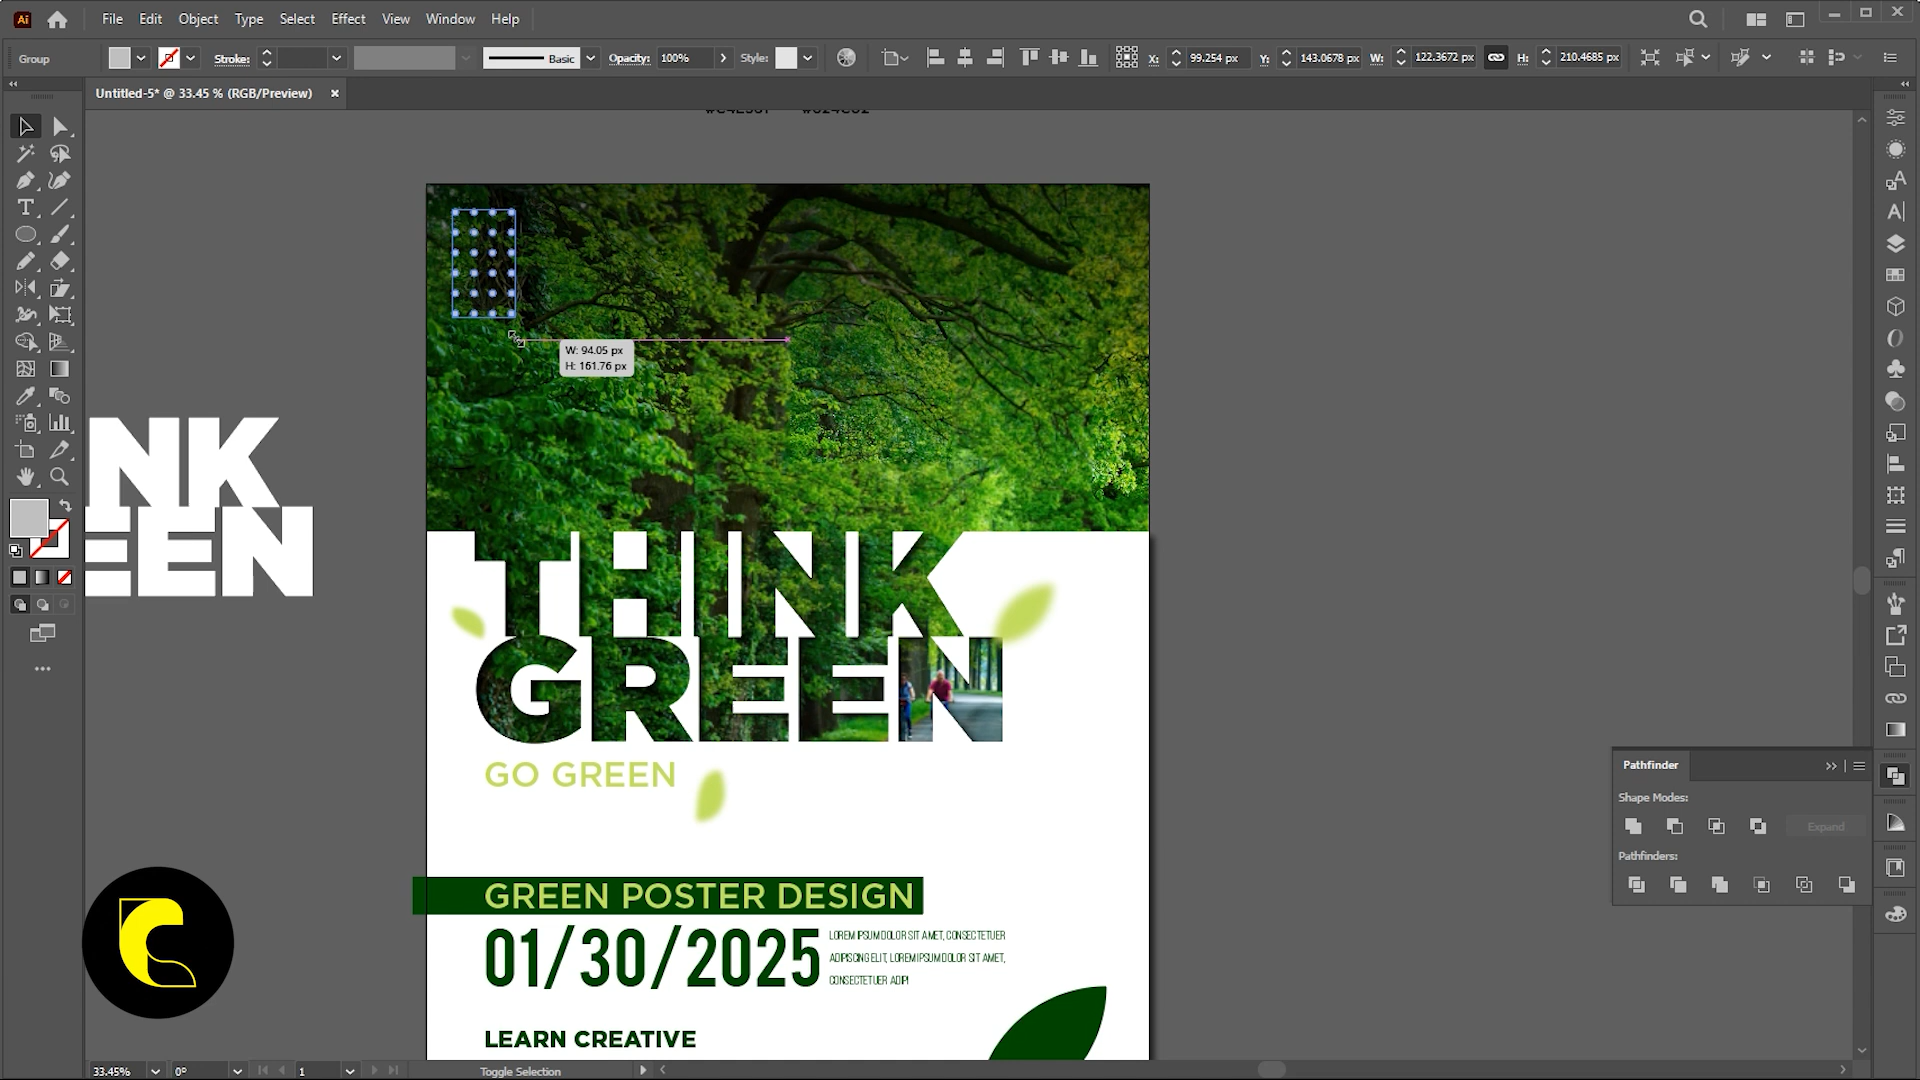 Ai File Edit Object Type Select Effect View Window Help
Group Stroke: Basic Opacity: 100% Style: X: 99.254 px Y: 143.0678 px W: 122.3672 px H: 210.4685 px
Untitled-5* @ 33.45 % (RGB/Preview)
W: 94.05 px
H: 161.76 px
INK
EEN
THINK
GREEN
GO GREEN
GREEN POSTER DESIGN
01/30/2025
LOREM IPSUM DOLOR SIT AMET, CONSECTETUER
ADIPISCING ELIT, LOREM IPSUM DOLOR SIT AMET,
CONSECTETUER ADIPI
LEARN CREATIVE
Pathfinder
Shape Modes:
Expand
Pathfinders:
33.45% 0° 1 Toggle Selection